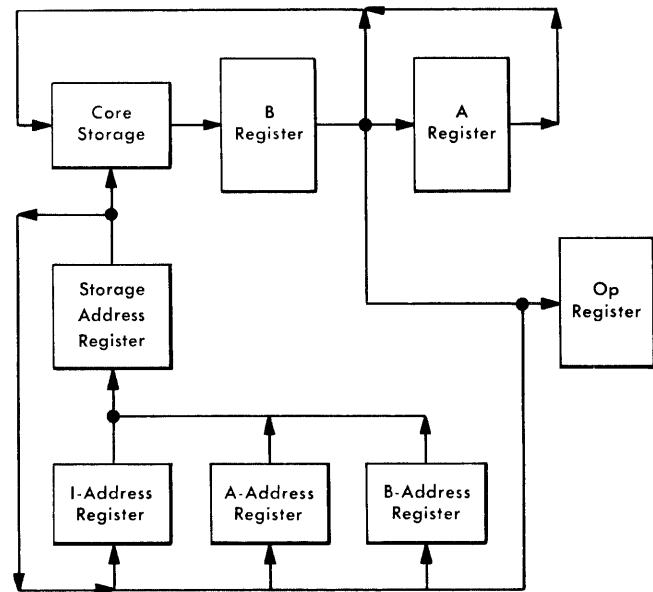 Core
Storage
B
Register
A
Register
Storage
Address
Register
Op
Register
I-Address
Register
A-Address
Register
B-Address
Register